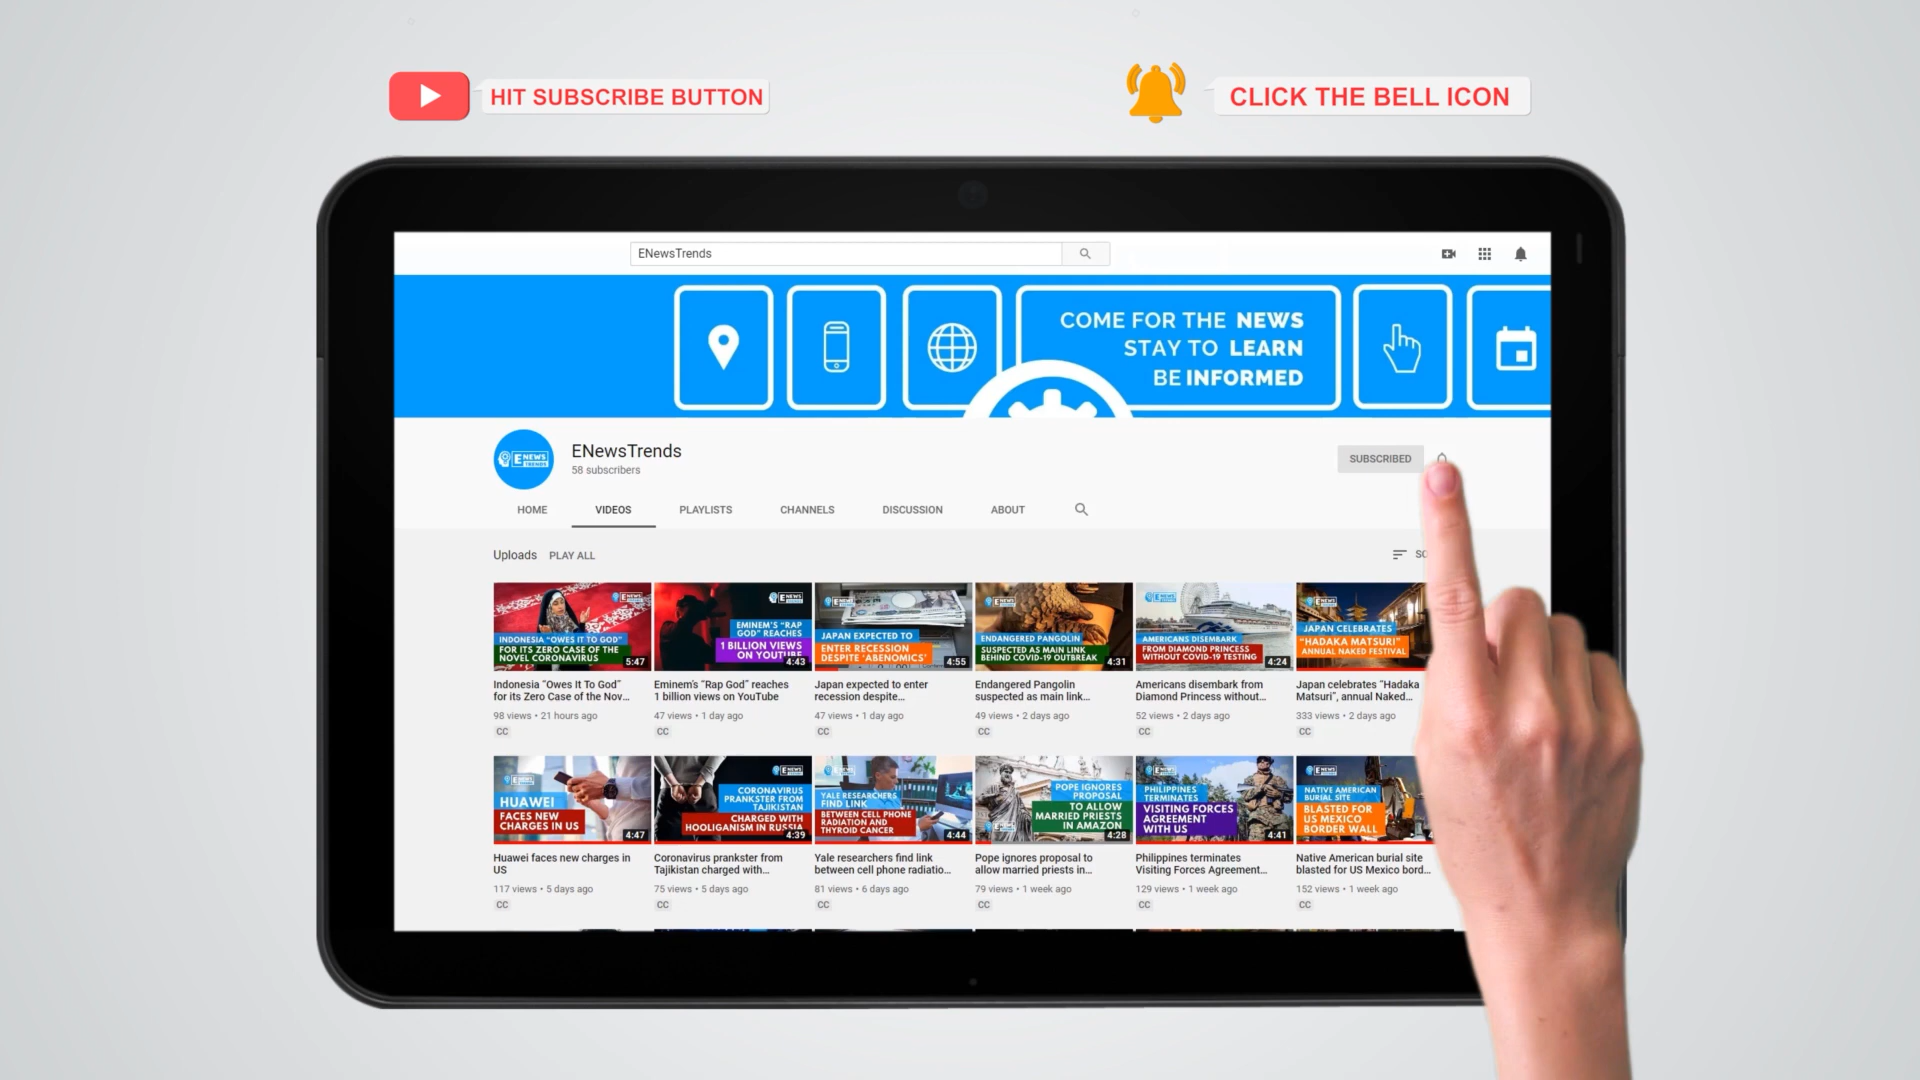 HIT SUBSCRIBE BUTTON
CLICK THE BELL ICON
ENewsTrends
COME FOR THE NEWS
STAY TO LEARN
BE INFORMED
E NEWS
TRENDS
ENewsTrends
58 subscribers
SUBSCRIBED
HOME VIDEOS PLAYLISTS CHANNELS DISCUSSION ABOUT
Uploads PLAY ALL
INDONESIA "OWES IT TO GOD"
FOR ITS ZERO CASE OF THE
NOVEL CORONAVIRUS
5:47
EMINEM'S "RAP
GOD" REACHES
1 BILLION VIEWS
ON YOUTUBE
4:43
JAPAN EXPECTED TO
ENTER RECESSION
DESPITE 'ABENOMICS'
4:55
ENDANGERED PANGOLIN
SUSPECTED AS MAIN LINK
BEHIND COVID-19 OUTBREAK
4:31
AMERICANS DISEMBARK
FROM DIAMOND PRINCESS
WITHOUT COVID-19 TESTING
4:24
JAPAN CELEBRATES
"HADAKA MATSURI"
ANNUAL NAKED FESTIVAL
Indonesia "Owes It To God"
for its Zero Case of the Nov...
98 views • 21 hours ago
CC
Eminem's "Rap God" reaches
1 billion views on YouTube
47 views • 1 day ago
CC
Japan expected to enter
recession despite...
47 views • 1 day ago
CC
Endangered Pangolin
suspected as main link...
49 views • 2 days ago
CC
Americans disembark from
Diamond Princess without...
52 views • 2 days ago
CC
Japan celebrates "Hadaka
Matsuri", annual Naked...
333 views • 2 days ago
CC
HUAWEI
FACES NEW
CHARGES IN US
4:47
CORONAVIRUS
PRANKSTER FROM
TAJIKISTAN
CHARGED WITH
HOOLIGANISM IN RUSSIA
4:39
YALE RESEARCHERS
FIND LINK
BETWEEN CELL PHONE
RADIATION AND
THYROID CANCER
4:44
POPE IGNORES
PROPOSAL
TO ALLOW
MARRIED PRIESTS
IN AMAZON
4:28
PHILIPPINES
TERMINATES
VISITING FORCES
AGREEMENT
WITH US
4:41
NATIVE AMERICAN
BURIAL SITE
BLASTED FOR
US MEXICO
BORDER WALL
Huawei faces new charges in
US
117 views • 5 days ago
CC
Coronavirus prankster from
Tajikistan charged with...
75 views • 5 days ago
CC
Yale researchers find link
between cell phone radiatio...
81 views • 6 days ago
CC
Pope ignores proposal to
allow married priests in...
79 views • 1 week ago
CC
Philippines terminates
Visiting Forces Agreement...
129 views • 1 week ago
CC
Native American burial site
blasted for US Mexico bord...
152 views • 1 week ago
CC